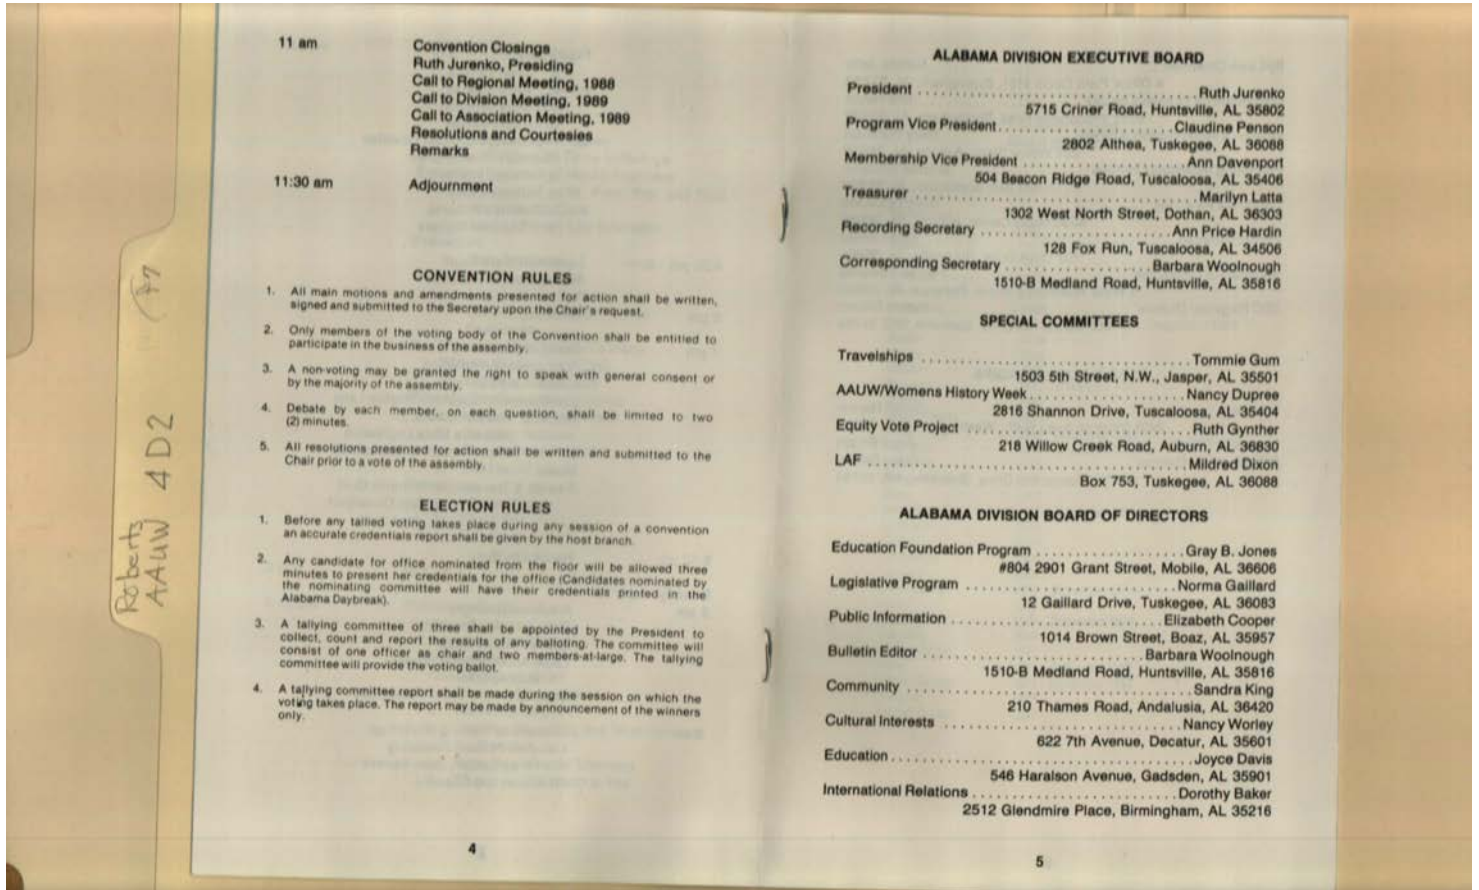 11 am Convention Closings
Ruth Jurenko, Presiding
Call to Regional Meeting, 1988
Call to Division Meeting, 1989
Call to Association Meeting, 1989
Resolutions and Courtesies
Remarks
11:30 am Adjournment
CONVENTION RULES
1. All main motions and amendments presented for action shall be written,
signed and submitted to the Secretary upon the Chair's request.
2. Only members of the voting body of the Convention shall be entitled to
participate in the business of the assembly.
3. A non-voting may be granted the right to speak with general consent or
by the majority of the assembly.
4. Debate by each member, on each question, shall be limited to two
(2) minutes.
5. All resolutions presented for action shall be written and submitted to the
Chair prior to a vote of the assembly.
ELECTION RULES
1. Before any tallied voting takes place during any session of a convention
an accurate credentials report shall be given by the host branch.
2. Any candidate for office nominated from the floor will be allowed three
minutes to present her credentials for the office (Candidates nominated by
the nominating committee will have their credentials printed in the
Alabama Daybreak).
3. A tallying committee of three shall be appointed by the President to
collect, count and report the results of any balloting. The committee will
consist of one officer as chair and two members-at-large. The tallying
committee will provide the voting ballot.
4. A tallying committee report shall be made during the session on which the
voting takes place. The report may be made by announcement of the winners
only.
4
ALABAMA DIVISION EXECUTIVE BOARD
President . . . . . . . . . . Ruth Jurenko
5715 Criner Road, Huntsville, AL 35802
Program Vice President . . . . . . . . . . Claudine Penson
2802 Althea, Tuskegee, AL 36088
Membership Vice President . . . . . . . . . . Ann Davenport
504 Beacon Ridge Road, Tuscaloosa, AL 35406
Treasurer . . . . . . . . . . Marilyn Latta
1302 West North Street, Dothan, AL 36303
Recording Secretary . . . . . . . . . . Ann Price Hardin
128 Fox Run, Tuscaloosa, AL 34506
Corresponding Secretary . . . . . . . . . . Barbara Woolnough
1510-B Medland Road, Huntsville, AL 35816
SPECIAL COMMITTEES
Travelships . . . . . . . . . . Tommie Gum
1503 5th Street, N.W., Jasper, AL 35501
AAUW/Womens History Week . . . . . . . . . . Nancy Dupree
2816 Shannon Drive, Tuscaloosa, AL 35404
Equity Vote Project . . . . . . . . . . Ruth Gynther
218 Willow Creek Road, Auburn, AL 36830
LAF . . . . . . . . . . Mildred Dixon
Box 753, Tuskegee, AL 36088
ALABAMA DIVISION BOARD OF DIRECTORS
Education Foundation Program . . . . . . . . . . Gray B. Jones
#804 2901 Grant Street, Mobile, AL 36606
Legislative Program . . . . . . . . . . Norma Gaillard
12 Gaillard Drive, Tuskegee, AL 36083
Public Information . . . . . . . . . . Elizabeth Cooper
1014 Brown Street, Boaz, AL 35957
Bulletin Editor . . . . . . . . . . Barbara Woolnough
1510-B Medland Road, Huntsville, AL 35816
Community . . . . . . . . . . Sandra King
210 Thames Road, Andalusia, AL 36420
Cultural Interests . . . . . . . . . . Nancy Worley
622 7th Avenue, Decatur, AL 35601
Education . . . . . . . . . . Joyce Davis
546 Haralson Avenue, Gadsden, AL 35901
International Relations . . . . . . . . . . Dorothy Baker
2512 Glendmire Place, Birmingham, AL 35216
5
Roberts
AAUW 4D2